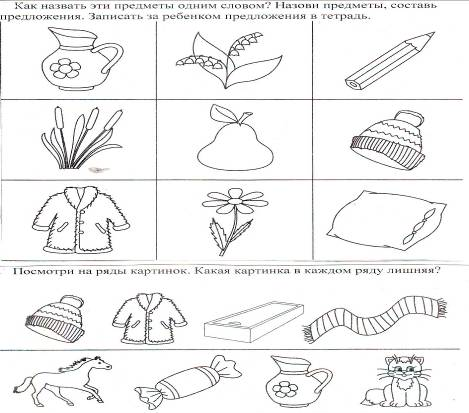 Как назвать эти предметы одним словом? Назови предметы, составь
предложения. Записать за ребенком предложения в тетрадь.
Посмотри на ряды картинок. Какая картинка в каждом ряду лишняя?